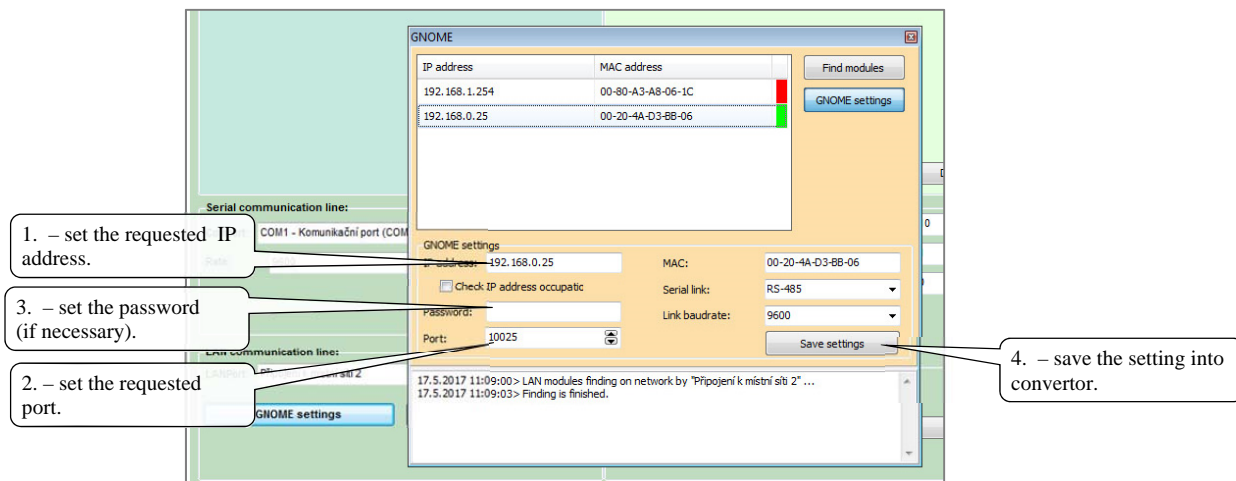 GNOME
IP address MAC address
192.168.1.254 00-80-A3-A8-06-1C
192.168.0.25 00-20-4A-D3-BB-06
Find modules
GNOME settings
Serial communication line:
COM1 - Komunikační port (COM
0
1. – set the requested IP
address.
GNOME settings
IP address: 192.168.0.25
MAC: 00-20-4A-D3-BB-06
Check IP address occupatic
Serial link: RS-485
3. – set the password
(if necessary).
Password:
Link baudrate: 9600
Port: 10025
Save settings
LAN communication line:
2. – set the requested
port.
GNOME settings
4. – save the setting into
convertor.
17.5.2017 11:09:00> LAN modules finding on network by "Připojení k místní síti 2" ...
17.5.2017 11:09:03> Finding is finished.